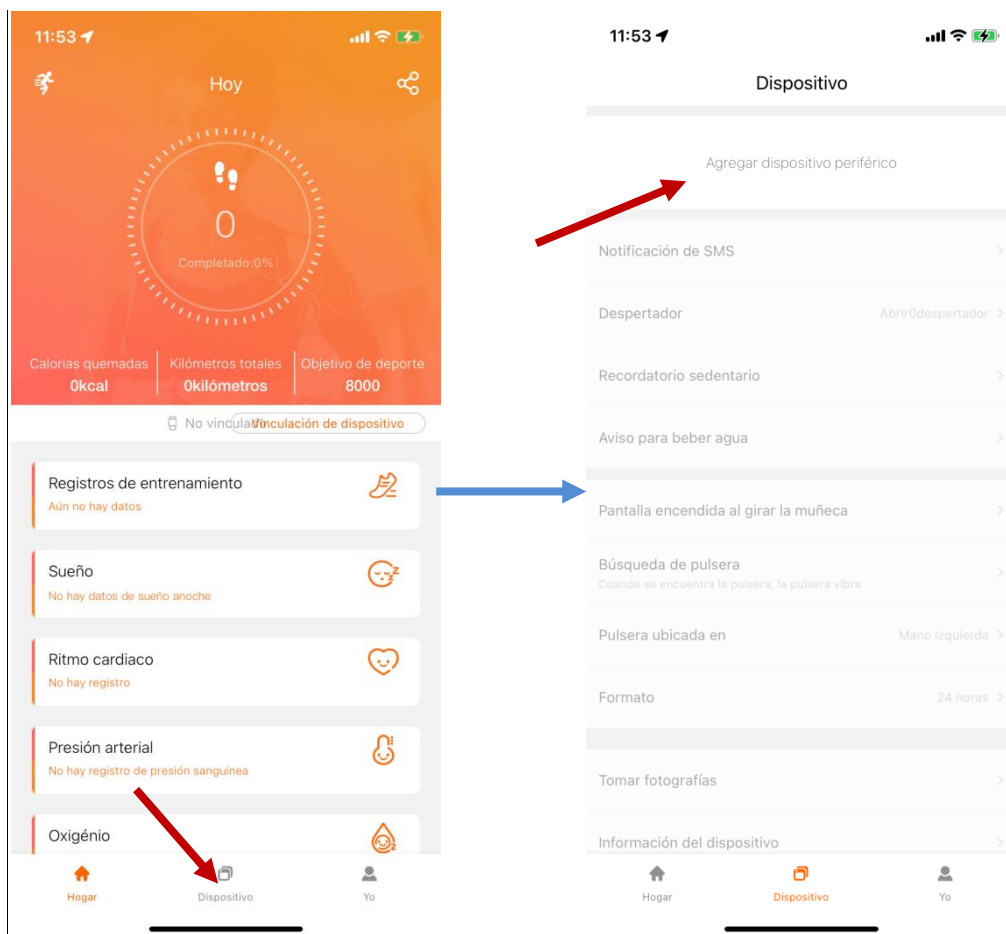 11:53
Hoy
0
Completado:0%
Calorias quemadas
0kcal
Kilómetros totales
0kilómetros
Objetivo de deporte
8000
No vinculado
Vinculación de dispositivo
Registros de entrenamiento
Aún no hay datos
Sueño
No hay datos de sueño anoche
Ritmo cardiaco
No hay registro
Presión arterial
No hay registro de presión sanguínea
Oxigénio
Hogar
Dispositivo
Yo
11:53
Dispositivo
Agregar dispositivo periférico
Notificación de SMS
Despertador
Abrir0despertador
Recordatorio sedentario
Aviso para beber agua
Pantalla encendida al girar la muñeca
Búsqueda de pulsera
Cuando se encuentra la pulsera, la pulsera vibra
Pulsera ubicada en
Mano izquierda
Formato
24 horas
Tomar fotografías
Información del dispositivo
Hogar
Dispositivo
Yo